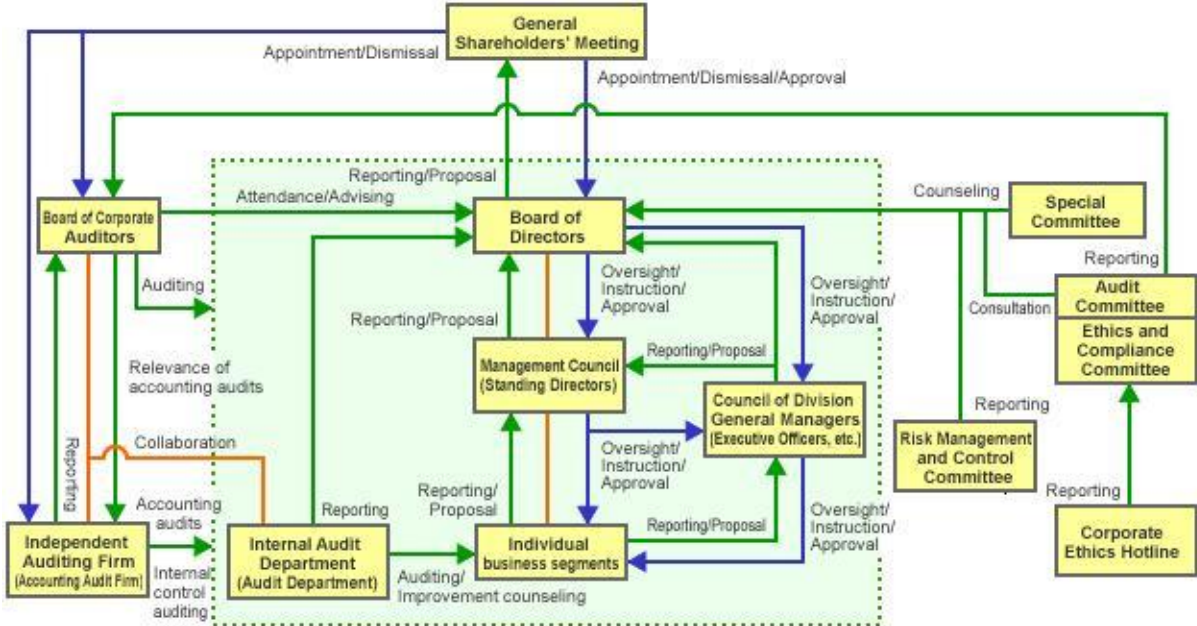 General
Shareholders' Meeting
Appointment/Dismissal
Appointment/Dismissal/Approval
Reporting/Proposal
Attendance/Advising
Counseling
Board of Corporate
Auditors
Board of
Directors
Special
Committee
Reporting
Auditing
Oversight/
Instruction/
Approval
Oversight/
Instruction/
Approval
Audit
Committee
Consultation
Reporting/Proposal
Ethics and
Compliance
Committee
Relevance of
accounting audits
Management Council
(Standing Directors)
Reporting/Proposal
Council of Division
General Managers
(Executive Officers, etc.)
Reporting
Risk Management
and Control
Committee
Collaboration
Reporting
Oversight/
Instruction/
Approval
Reporting/
Proposal
Accounting
audits
Reporting
Reporting/Proposal
Oversight/
Instruction/
Approval
Reporting
Independent
Auditing Firm
(Accounting Audit Firm)
Internal
control
auditing
Internal Audit
Department
(Audit Department)
Auditing/
Improvement counseling
Individual
business segments
Corporate
Ethics Hotline